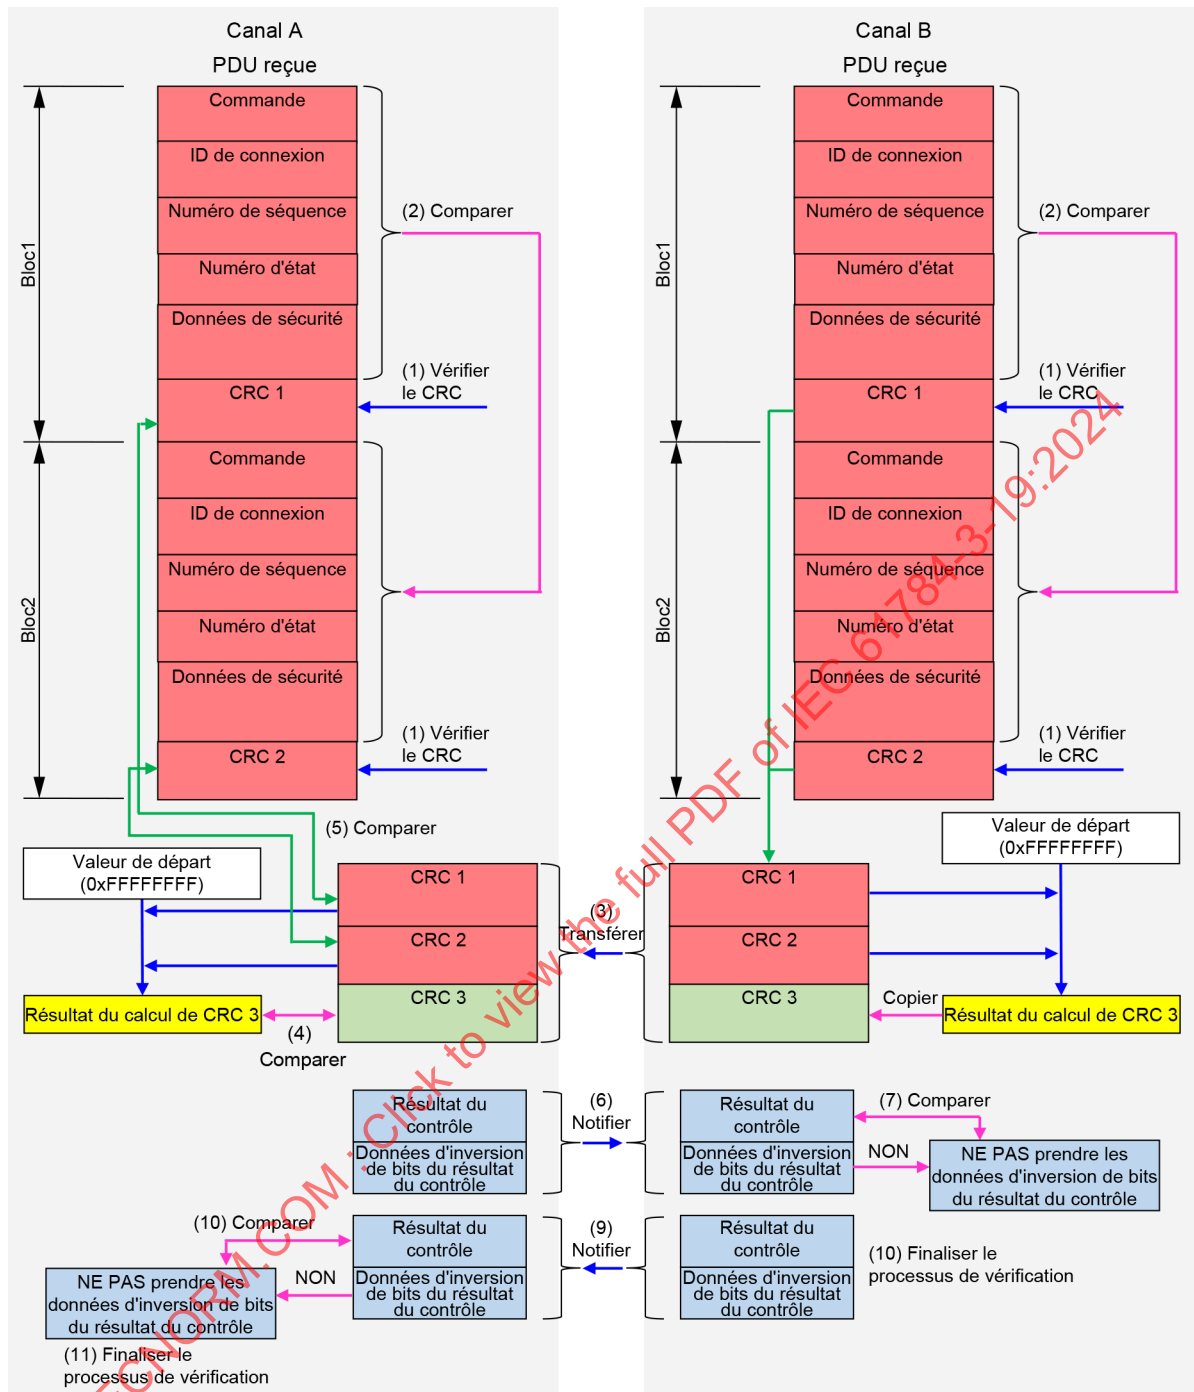 Canal A
PDU reçue
Commande
ID de connexion
Numéro de séquence
Numéro d'état
Données de sécurité
CRC 1
Commande
ID de connexion
Numéro de séquence
Numéro d'état
Données de sécurité
CRC 2
Bloc1
Bloc2
(2) Comparer
(1) Vérifier
le CRC
(1) Vérifier
le CRC
(5) Comparer
Valeur de départ
(0xFFFFFFFF)
CRC 1
CRC 2
CRC 3
Résultat du calcul de CRC 3
(4)
Comparer
(3)
Transférer
Canal B
PDU reçue
Commande
ID de connexion
Numéro de séquence
Numéro d'état
Données de sécurité
CRC 1
Commande
ID de connexion
Numéro de séquence
Numéro d'état
Données de sécurité
CRC 2
Bloc1
Bloc2
(2) Comparer
(1) Vérifier
le CRC
(1) Vérifier
le CRC
Valeur de départ
(0xFFFFFFFF)
CRC 1
CRC 2
CRC 3
Copier
Résultat du calcul de CRC 3
Résultat du
contrôle
Données d'inversion
de bits du résultat
du contrôle
(6)
Notifier
Résultat du
contrôle
Données d'inversion
de bits du résultat
du contrôle
(7) Comparer
NON
NE PAS prendre les
données d'inversion de bits
du résultat du contrôle
(10) Comparer
NON
NE PAS prendre les
données d'inversion de bits
du résultat du contrôle
(11) Finaliser le
processus de vérification
Résultat du
contrôle
Données d'inversion
de bits du résultat
du contrôle
(9)
Notifier
Résultat du
contrôle
Données d'inversion
de bits du résultat
du contrôle
(10) Finaliser le
processus de vérification
ECNORM.COM : Click to view the full PDF of IEC 61784-3-19:2024